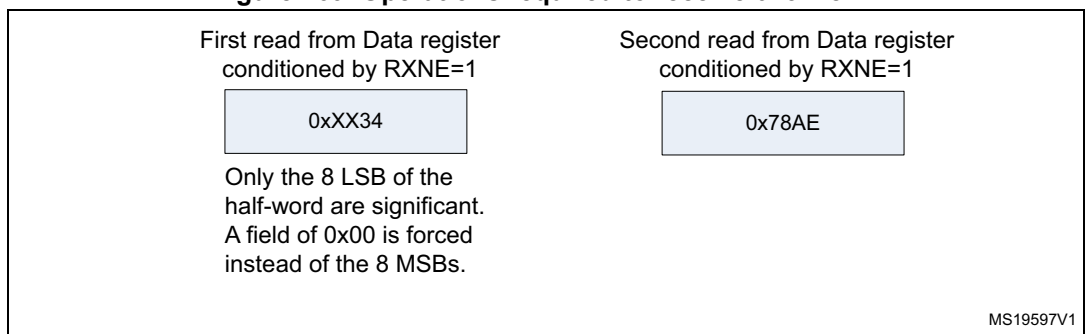 First read from Data register
conditioned by RXNE=1
0xXX34
Only the 8 LSB of the
half-word are significant.
A field of 0x00 is forced
instead of the 8 MSBs.
Second read from Data register
conditioned by RXNE=1
0x78AE
MS19597V1